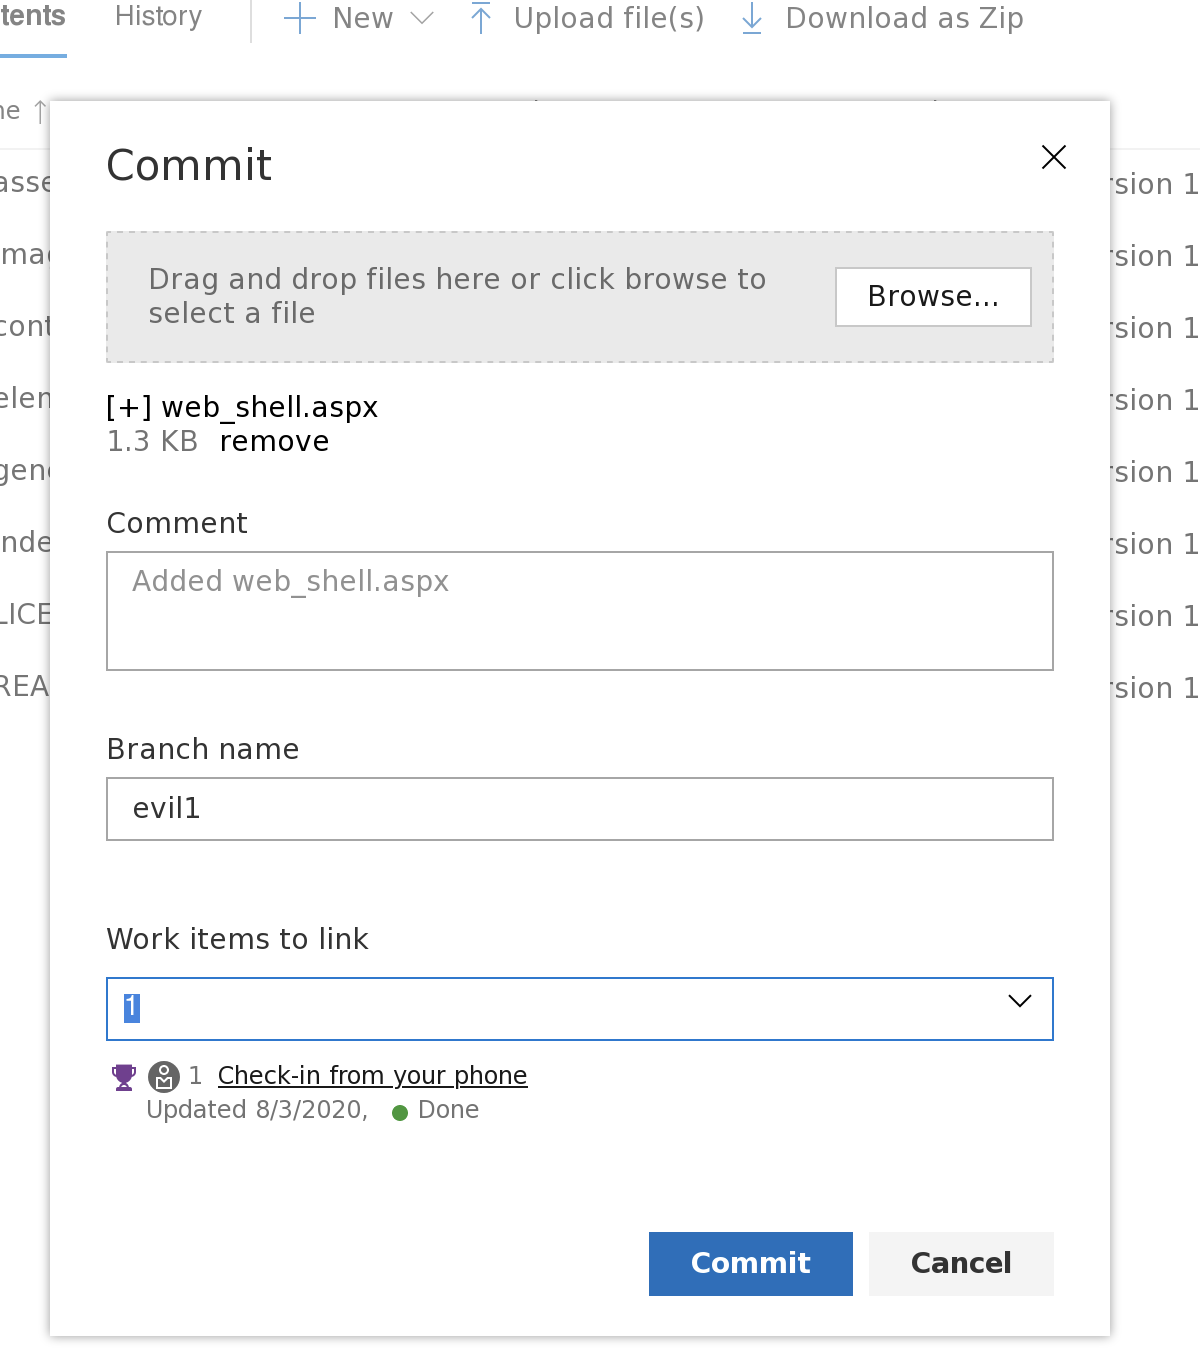 tents History New Upload file(s) Download as Zip
ne ↑
asse rsion 1
mac rsion 1
cont rsion 1
elen rsion 1
gene rsion 1
nde rsion 1
LICE rsion 1
REA rsion 1
Commit
Drag and drop files here or click browse to
select a file
Browse...
[+] web_shell.aspx
1.3 KB remove
Comment
Added web_shell.aspx
Branch name
evil1
Work items to link
1
1 Check-in from your phone
Updated 8/3/2020, Done
Commit Cancel